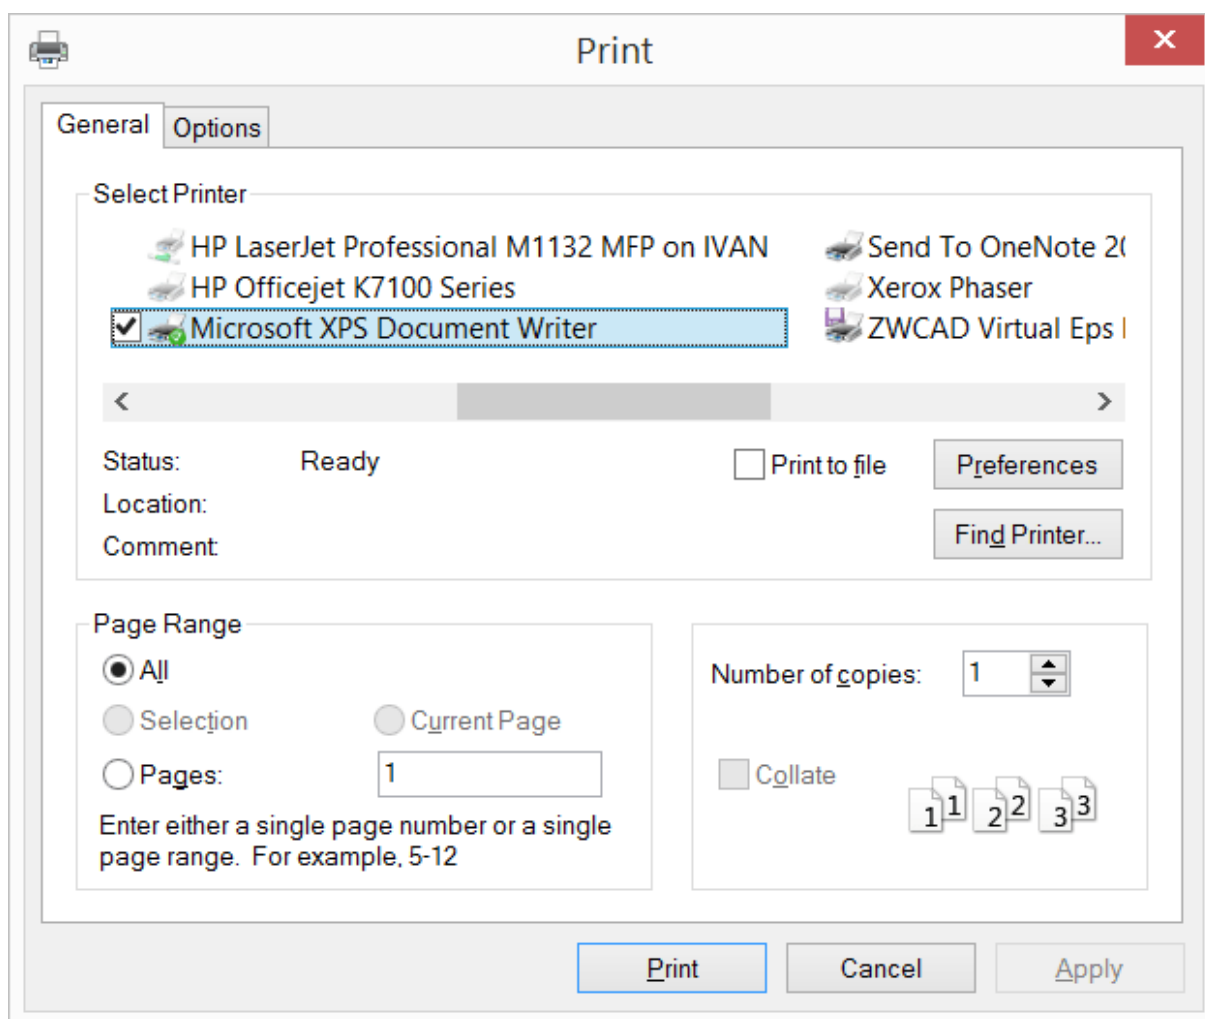 Print
General
Options
Select Printer
HP LaserJet Professional M1132 MFP on IVAN
Send To OneNote
HP Officejet K7100 Series
Xerox Phaser
Microsoft XPS Document Writer
ZWCAD Virtual Eps
Status: Ready
Print to file
Preferences
Location:
Find Printer...
Comment:
Page Range
All
Number of copies: 1
Selection
Current Page
Pages: 1
Collate
1 1 2 2 3 3
Enter either a single page number or a single
page range. For example, 5-12
Print
Cancel
Apply